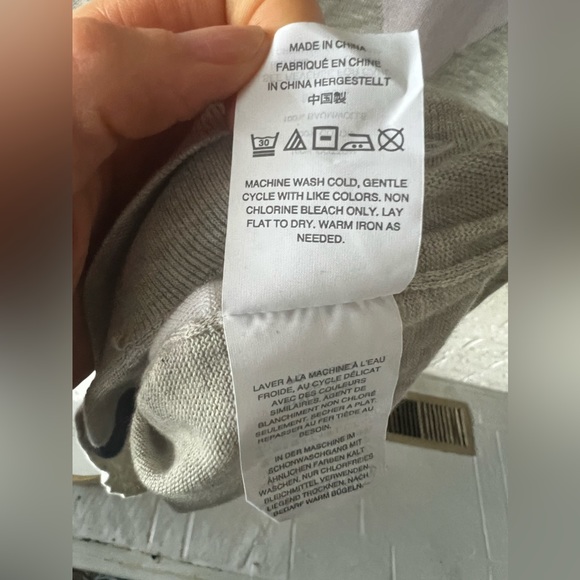 MADE IN CHINA
FABRIQUÉ EN CHINE
IN CHINA HERGESTELLT
中国製
30
MACHINE WASH COLD, GENTLE
CYCLE WITH LIKE COLORS. NON
CHLORINE BLEACH ONLY. LAY
FLAT TO DRY. WARM IRON AS
NEEDED.
LAVER À LA MACHINE À L'EAU
FROIDE, AU CYCLE DÉLICAT
AVEC DES COULEURS
SIMILAIRES. AGENT DE
BLANCHIMENT NON CHLORÉ
SEULEMENT. SÉCHER À PLAT.
REPASSER AU FER TIÈDE AU
BESOIN.
IN DER MASCHINE IM
SCHONWASCHGANG MIT
ÄHNLICHEN FARBEN KALT
WASCHEN. NUR CHLORFREIES
BLEICHMITTEL VERWENDEN.
LIEGEND TROCKNEN. NACH
BEDARF WARM BÜGELN.